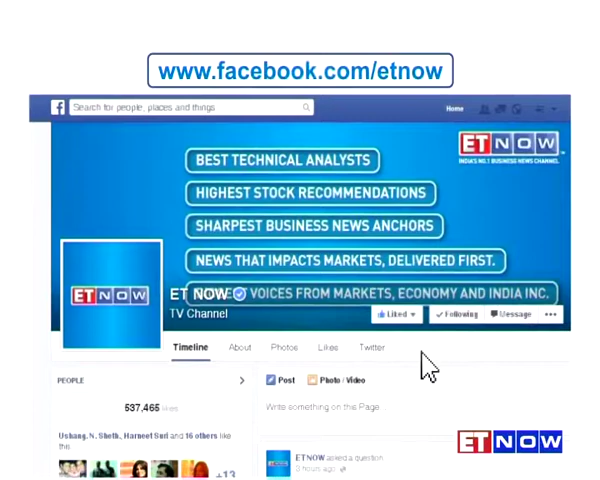 www.facebook.com/etnow
Search for people, places and things
Home
ET NOW
INDIA'S NO.1 BUSINESS NEWS CHANNEL
BEST TECHNICAL ANALYSTS
HIGHEST STOCK RECOMMENDATIONS
SHARPEST BUSINESS NEWS ANCHORS
NEWS THAT IMPACTS MARKETS, DELIVERED FIRST.
VOICES FROM MARKETS, ECONOMY AND INDIA INC.
ET NOW
ET NOW
TV Channel
Liked
Following
Message
Timeline About Photos Likes Twitter
PEOPLE
537,465 likes
Ushang. N. Sheth, Harneet Suri and 16 others like
this
+13
Post Photo / Video
Write something on this Page
ETNOW asked a question
3 hours ago
ET NOW